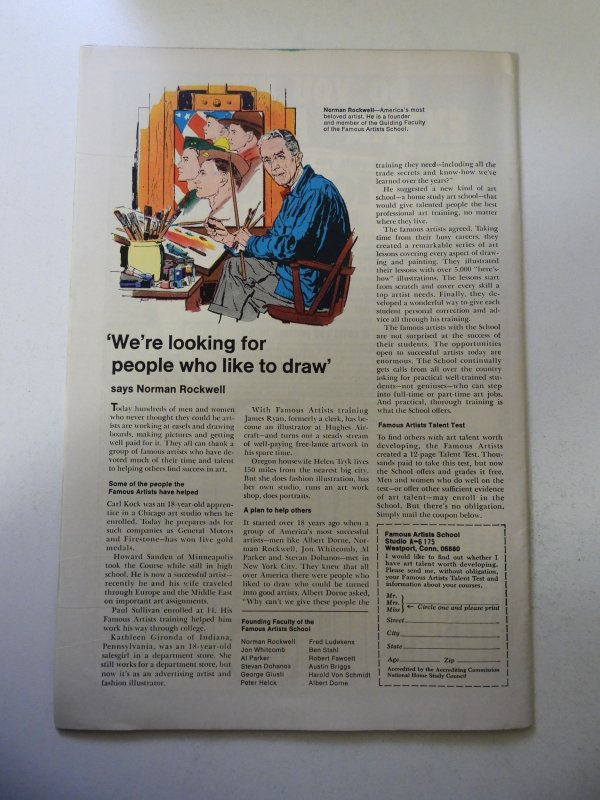 Norman Rockwell—America's most
beloved artist. He is a founder
and member of the Guiding Faculty
of the Famous Artists School.
'We're looking for
people who like to draw'
says Norman Rockwell
Today hundreds of men and women
who never thought they could be art-
ists are working at easels and drawing
boards, making pictures and getting
well paid for it. They all can thank a
group of famous artists who have de-
voted much of their time and talent
to helping others find success in art.
Some of the people the
Famous Artists have helped
Carl Kock was an 18-year-old appren-
tice in a Chicago art studio when he
enrolled. Today he prepares ads for
such companies as General Motors
and Firestone—has won five gold
medals.
Howard Sanden of Minneapolis
took the Course while still in high
school. He is now a successful artist—
recently he and his wife traveled
through Europe and the Middle East
on important art assignments.
Paul Sullivan enrolled at 14. His
Famous Artists training helped him
work his way through college.
Kathleen Gironda of Indiana,
Pennsylvania, was an 18-year-old
salesgirl in a department store. She
still works for a department store, but
now it's as an advertising artist and
fashion illustrator.
With Famous Artists training
James Ryan, formerly a clerk, has be-
come an illustrator at Hughes Air-
craft—and turns out a steady stream
of well-paying free-lance artwork in
his spare time.
Oregon housewife Helen Tryk lives
150 miles from the nearest big city.
But she does fashion illustration, has
her own studio, runs an art work
shop, does portraits.
A plan to help others
It started over 18 years ago when a
group of America's most successful
artists—men like Albert Dorne, Nor-
man Rockwell, Jon Whitcomb, Al
Parker and Stevan Dohanos—met in
New York City. They knew that all
over America there were people who
liked to draw who could be turned
into good artists. Albert Dorne asked,
"Why can't we give these people the
Founding Faculty of the
Famous Artists School
Norman Rockwell
Jon Whitcomb
Al Parker
Stevan Dohanos
George Giusti
Peter Helck
Fred Ludekens
Ben Stahl
Robert Fawcett
Austin Briggs
Harold Von Schmidt
Albert Dorne
training they need—including all the
trade secrets and know-how we've
learned over the years?"
He suggested a new kind of art
school—a home study art school—that
would give talented people the best
professional art training, no matter
where they live.
The famous artists agreed. Taking
time from their busy careers, they
created a remarkable series of art
lessons covering every aspect of draw-
ing and painting. They illustrated
their lessons with over 5,000 "here's-
how" illustrations. The lessons start
from scratch and cover every skill a
top artist needs. Finally, they de-
veloped a wonderful way to give each
student personal correction and ad-
vice all through his training.
The famous artists with the School
are not surprised at the success of
their students. The opportunities
open to successful artists today are
enormous. The School continually
gets calls from all over the country
asking for practical well-trained stu-
dents—not geniuses—who can step
into full-time or part-time art jobs.
And practical, thorough training is
what the School offers.
Famous Artists Talent Test
To find others with art talent worth
developing, the Famous Artists
created a 12-page Talent Test. Thou-
sands paid to take this test, but now
the School offers and grades it free.
Men and women who do well on the
test—or offer other sufficient evidence
of art talent—may enroll in the
School. But there's no obligation.
Simply mail the coupon below.
Famous Artists School
Studio A-6175
Westport, Conn. 06880
I would like to find out whether I
have art talent worth developing.
Please send me, without obligation,
your Famous Artists Talent Test and
information about your courses.
Mr.
Mrs. Circle one and please print
Miss
Street
City
State
Age Zip
Accredited by the Accrediting Commission
National Home Study Council